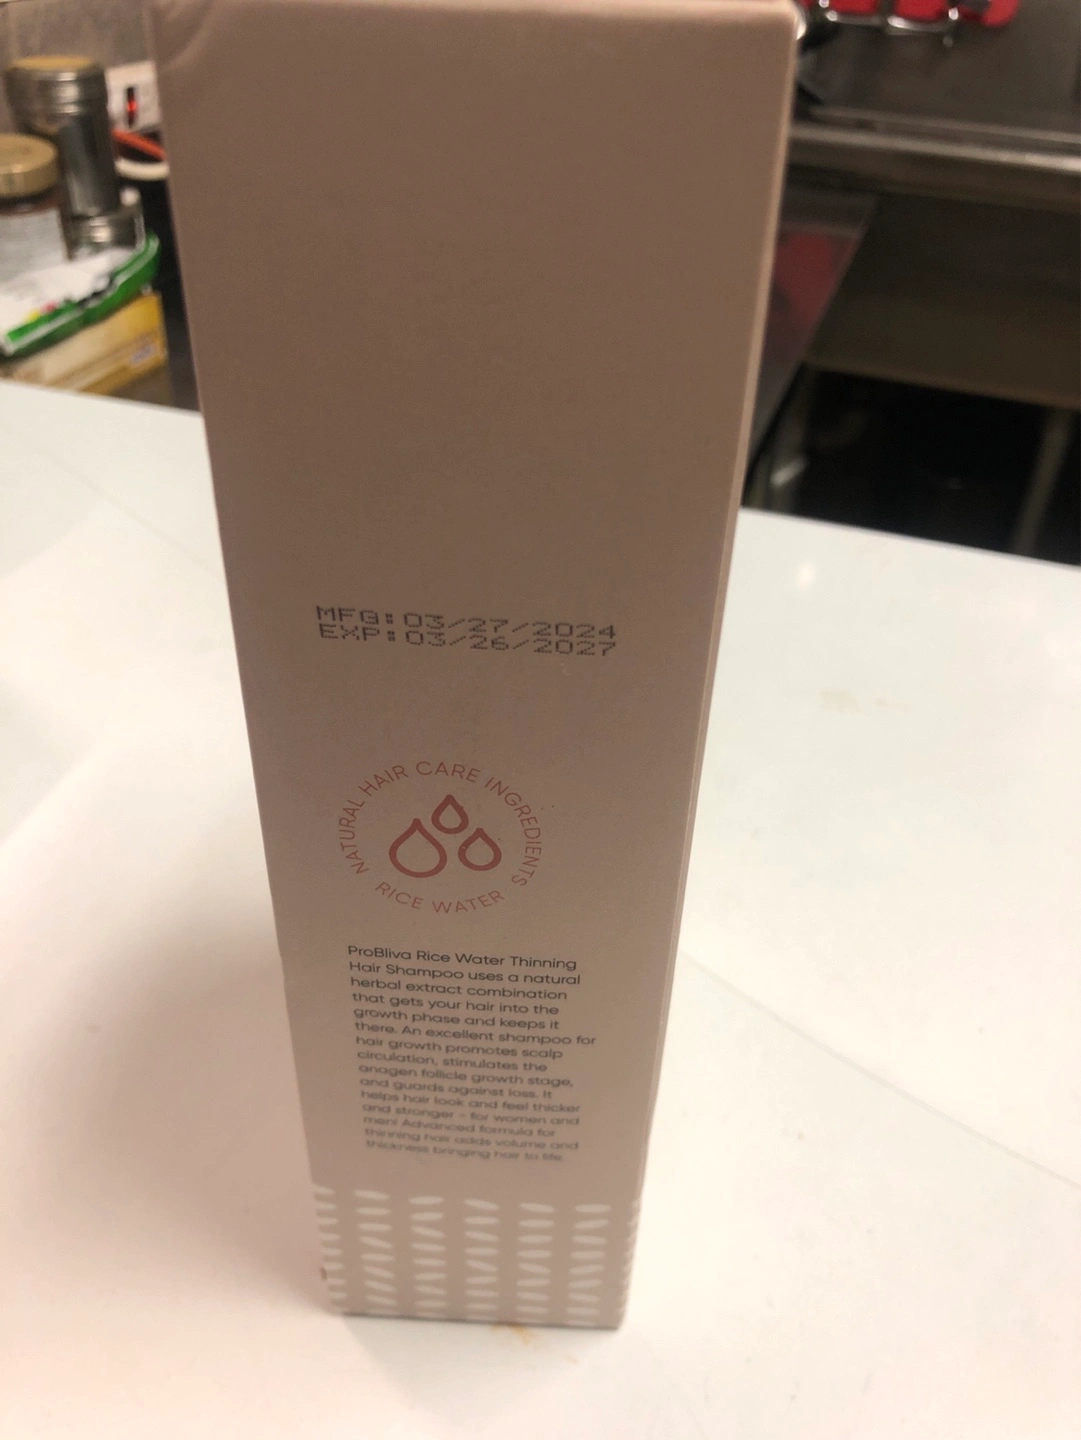 MFG:03/27/2024
EXP:03/26/2027
NATURAL HAIR CARE INGREDIENTS
RICE WATER
ProBliva Rice Water Thinning
Hair Shampoo uses a natural
herbal extract combination
that gets your hair into the
growth phase and keeps it
there. An excellent shampoo for
hair growth promotes scalp
circulation, stimulates the
anagen follicle growth stage,
and guards against loss. It
helps hair look and feel thicker
and stronger - for women and
men! Advanced formula for
thinning hair adds volume and
thickness bringing hair to life.